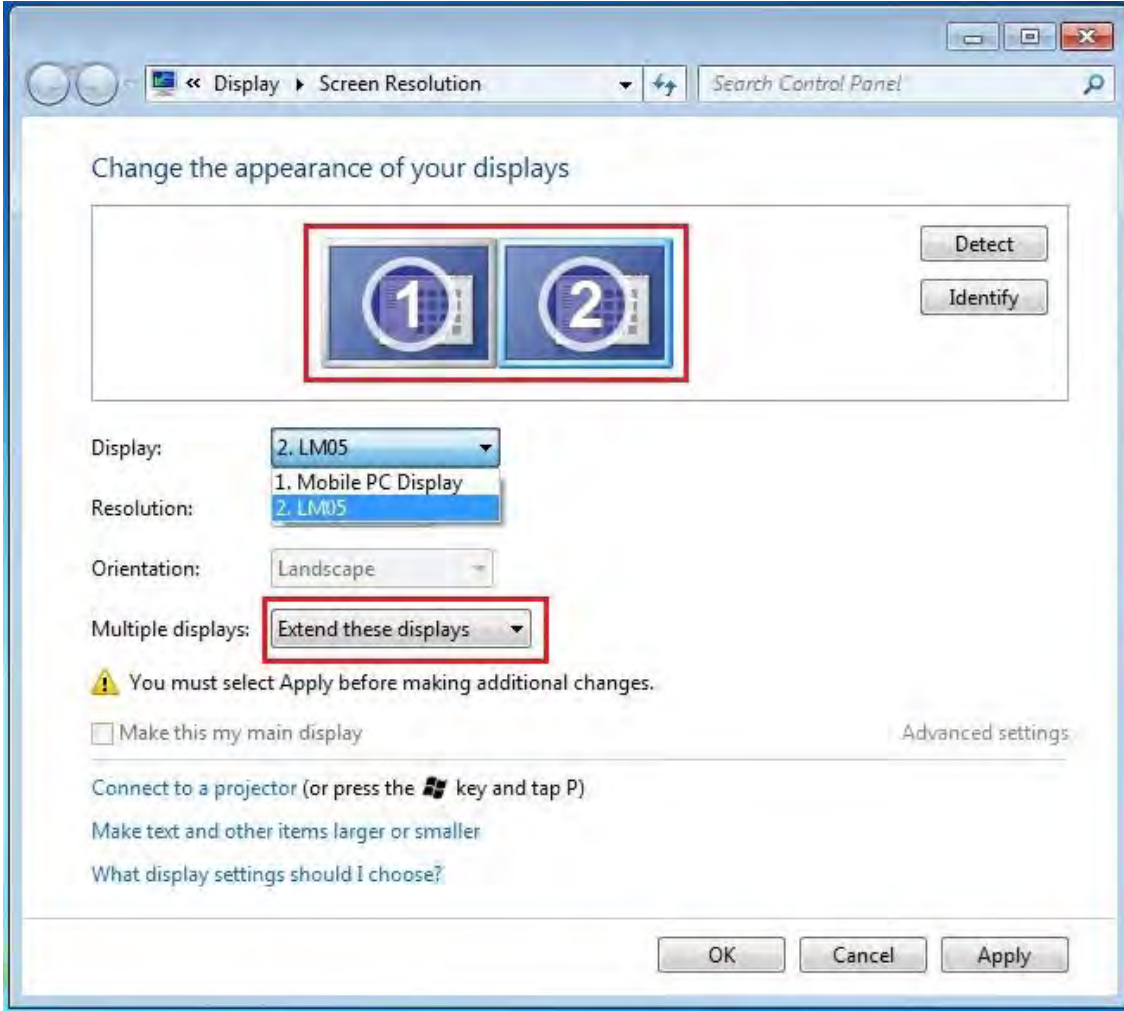 « Display ▸ Screen Resolution Search Control Panel
Change the appearance of your displays
1 2
Detect
Identify
Display: 2. LM05
1. Mobile PC Display
2. LM05
Resolution:
Orientation: Landscape
Multiple displays: Extend these displays
You must select Apply before making additional changes.
Make this my main display Advanced settings
Connect to a projector (or press the key and tap P)
Make text and other items larger or smaller
What display settings should I choose?
OK Cancel Apply